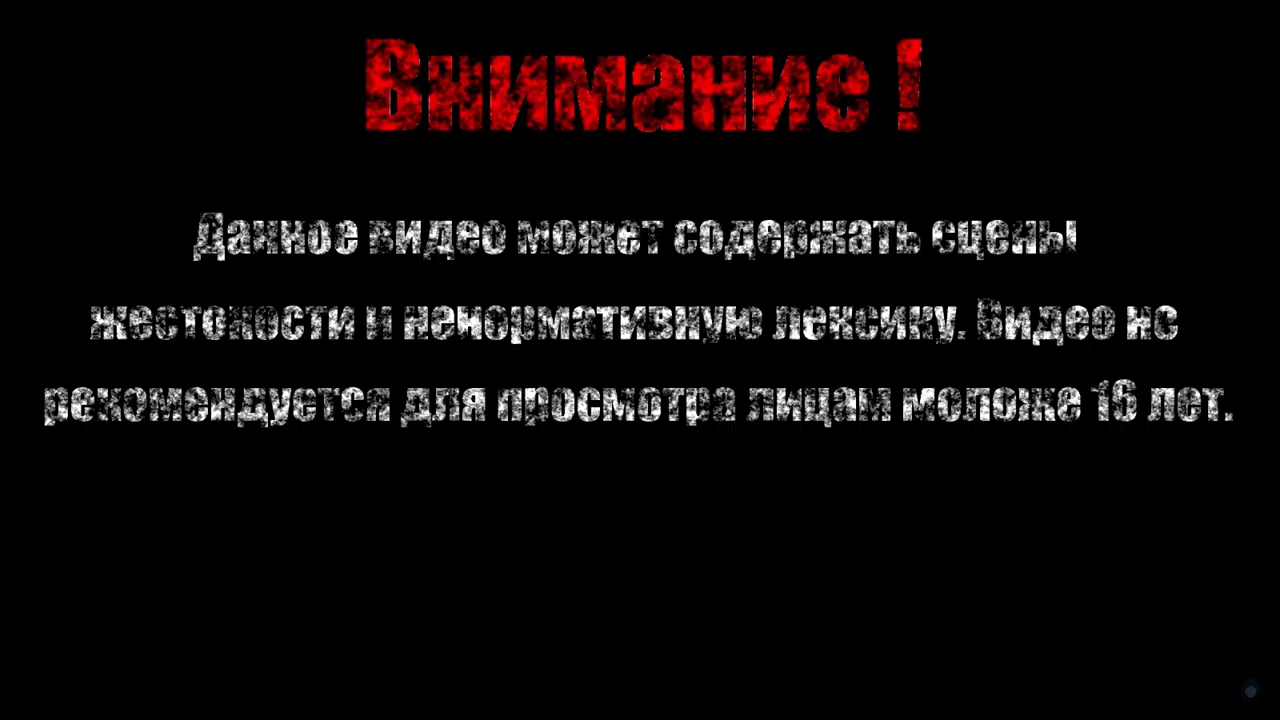 Внимание !
Данное видео может содержать сцены
жестокости и ненормативную лексику. Видео не
рекомендуется для просмотра лицам моложе 16 лет.